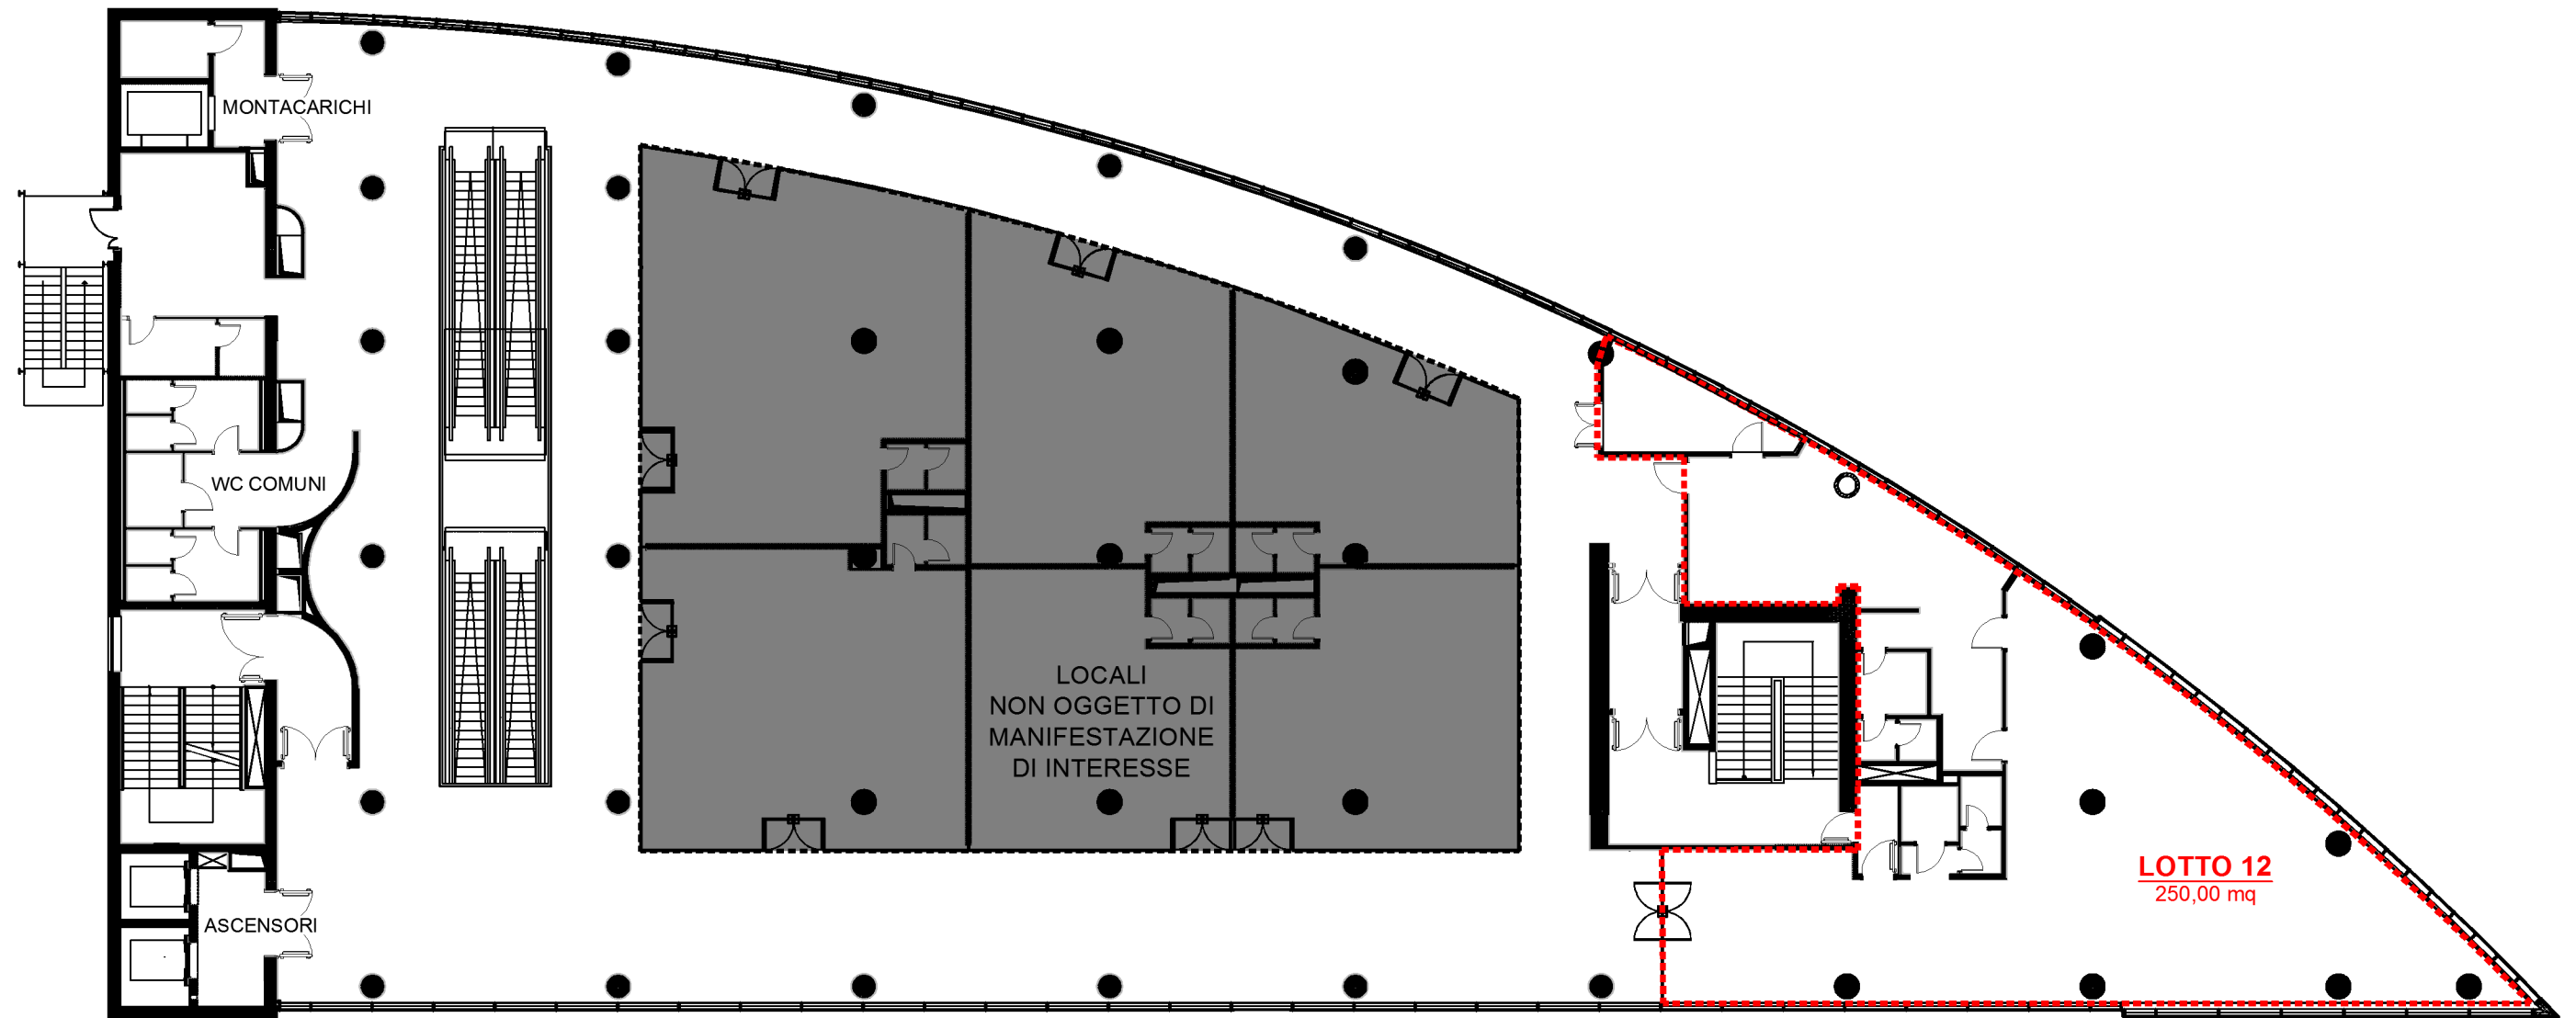 MONTACARICHI
WC COMUNI
LOCALI
NON OGGETTO DI
MANIFESTAZIONE
DI INTERESSE
LOTTO 12
250,00 mq
ASCENSORI